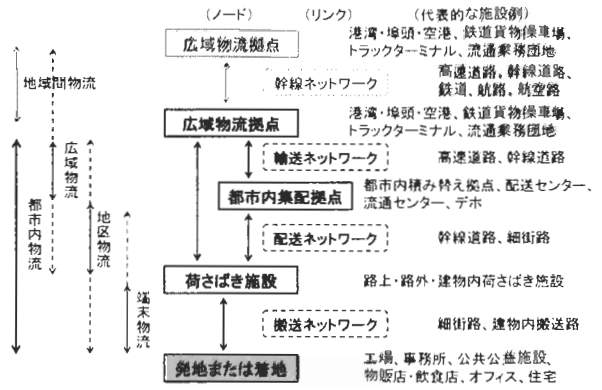 (ノード) (リンク) (代表的な施設例)
広域物流拠点 港湾・埠頭・空港、鉄道貨物操車場、
トラックターミナル、流通業務団地
地域間物流
幹線ネットワーク 高速道路、幹線道路、
鉄道、航路、航空路
広域物流拠点 港湾・埠頭・空港、鉄道貨物操車場、
トラックターミナル、流通業務団地
広域物流
輸送ネットワーク 高速道路、幹線道路
都市内集配拠点 都市内積み替え拠点、配送センター、
流通センター、デポ
都市内物流
地区物流
配送ネットワーク 幹線道路、細街路
荷さばき施設 路上・路外・建物内荷さばき施設
端末物流
搬送ネットワーク 細街路、建物内搬送路
発地または着地 工場、事務所、公共公益施設、
物販店・飲食店、オフィス、住宅